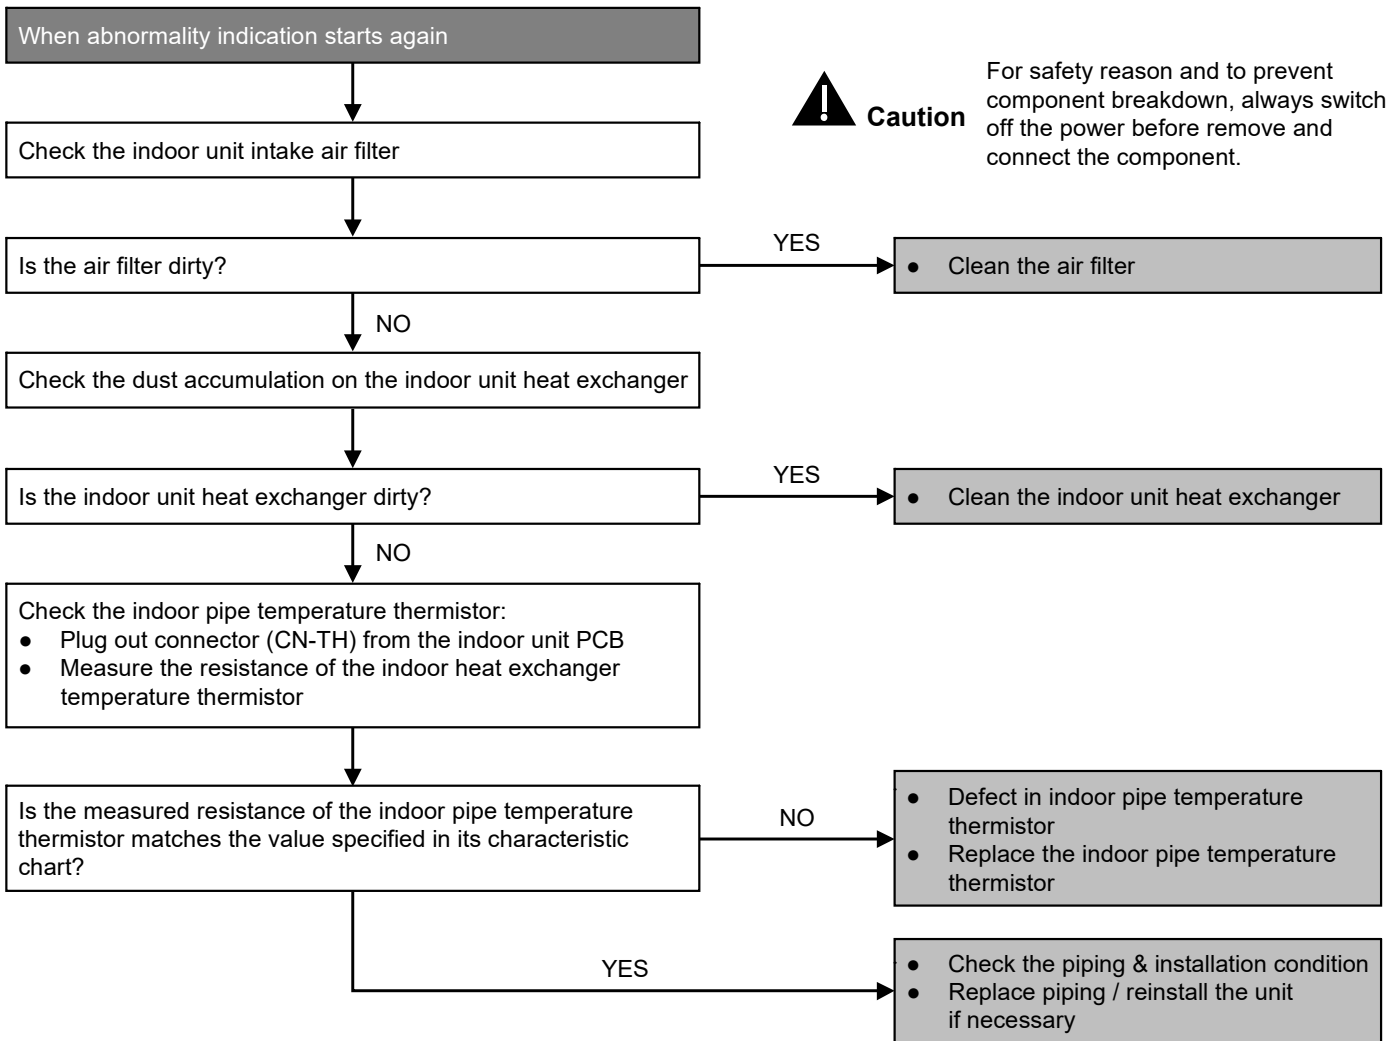 When abnormality indication starts again
For safety reason and to prevent
component breakdown, always switch
off the power before remove and
connect the component.
Caution
Check the indoor unit intake air filter
Is the air filter dirty?
YES
● Clean the air filter
NO
Check the dust accumulation on the indoor unit heat exchanger
Is the indoor unit heat exchanger dirty?
YES
● Clean the indoor unit heat exchanger
NO
Check the indoor pipe temperature thermistor:
● Plug out connector (CN-TH) from the indoor unit PCB
● Measure the resistance of the indoor heat exchanger
temperature thermistor
Is the measured resistance of the indoor pipe temperature
thermistor matches the value specified in its characteristic
chart?
NO
● Defect in indoor pipe temperature
thermistor
● Replace the indoor pipe temperature
thermistor
YES
● Check the piping & installation condition
● Replace piping / reinstall the unit
if necessary